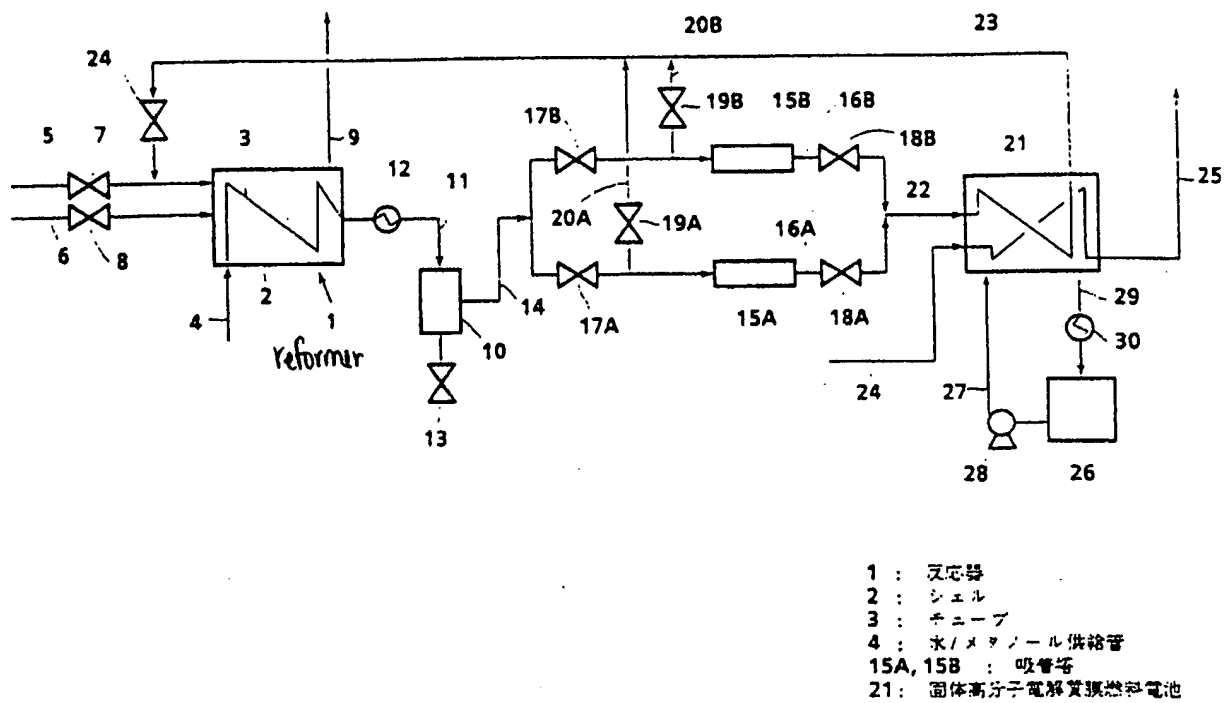 20B 23
24 19B 15B 16B
5 7 3 9 17B 18B 21
12 11 22 25
20A 19A 16A
6 8 2 1 14 17A 15A 18A 29
4 10 30
reformer
24 27
13
28 26
1 : 反応器
2 : シェル
3 : チューブ
4 : 水/メタノール供給管
15A, 15B : 吸着塔
21 : 固体高分子電解質膜燃料電池